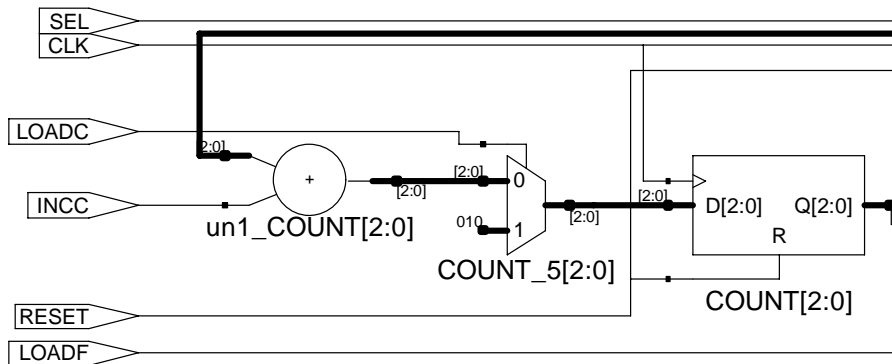 SEL
CLK
LOADC
2:0]
+
[2:0]
[2:0]
0
[2:0]
[2:0]
D[2:0]
Q[2:0]
INCC
un1_COUNT[2:0]
010
1
R
COUNT_5[2:0]
COUNT[2:0]
RESET
LOADF